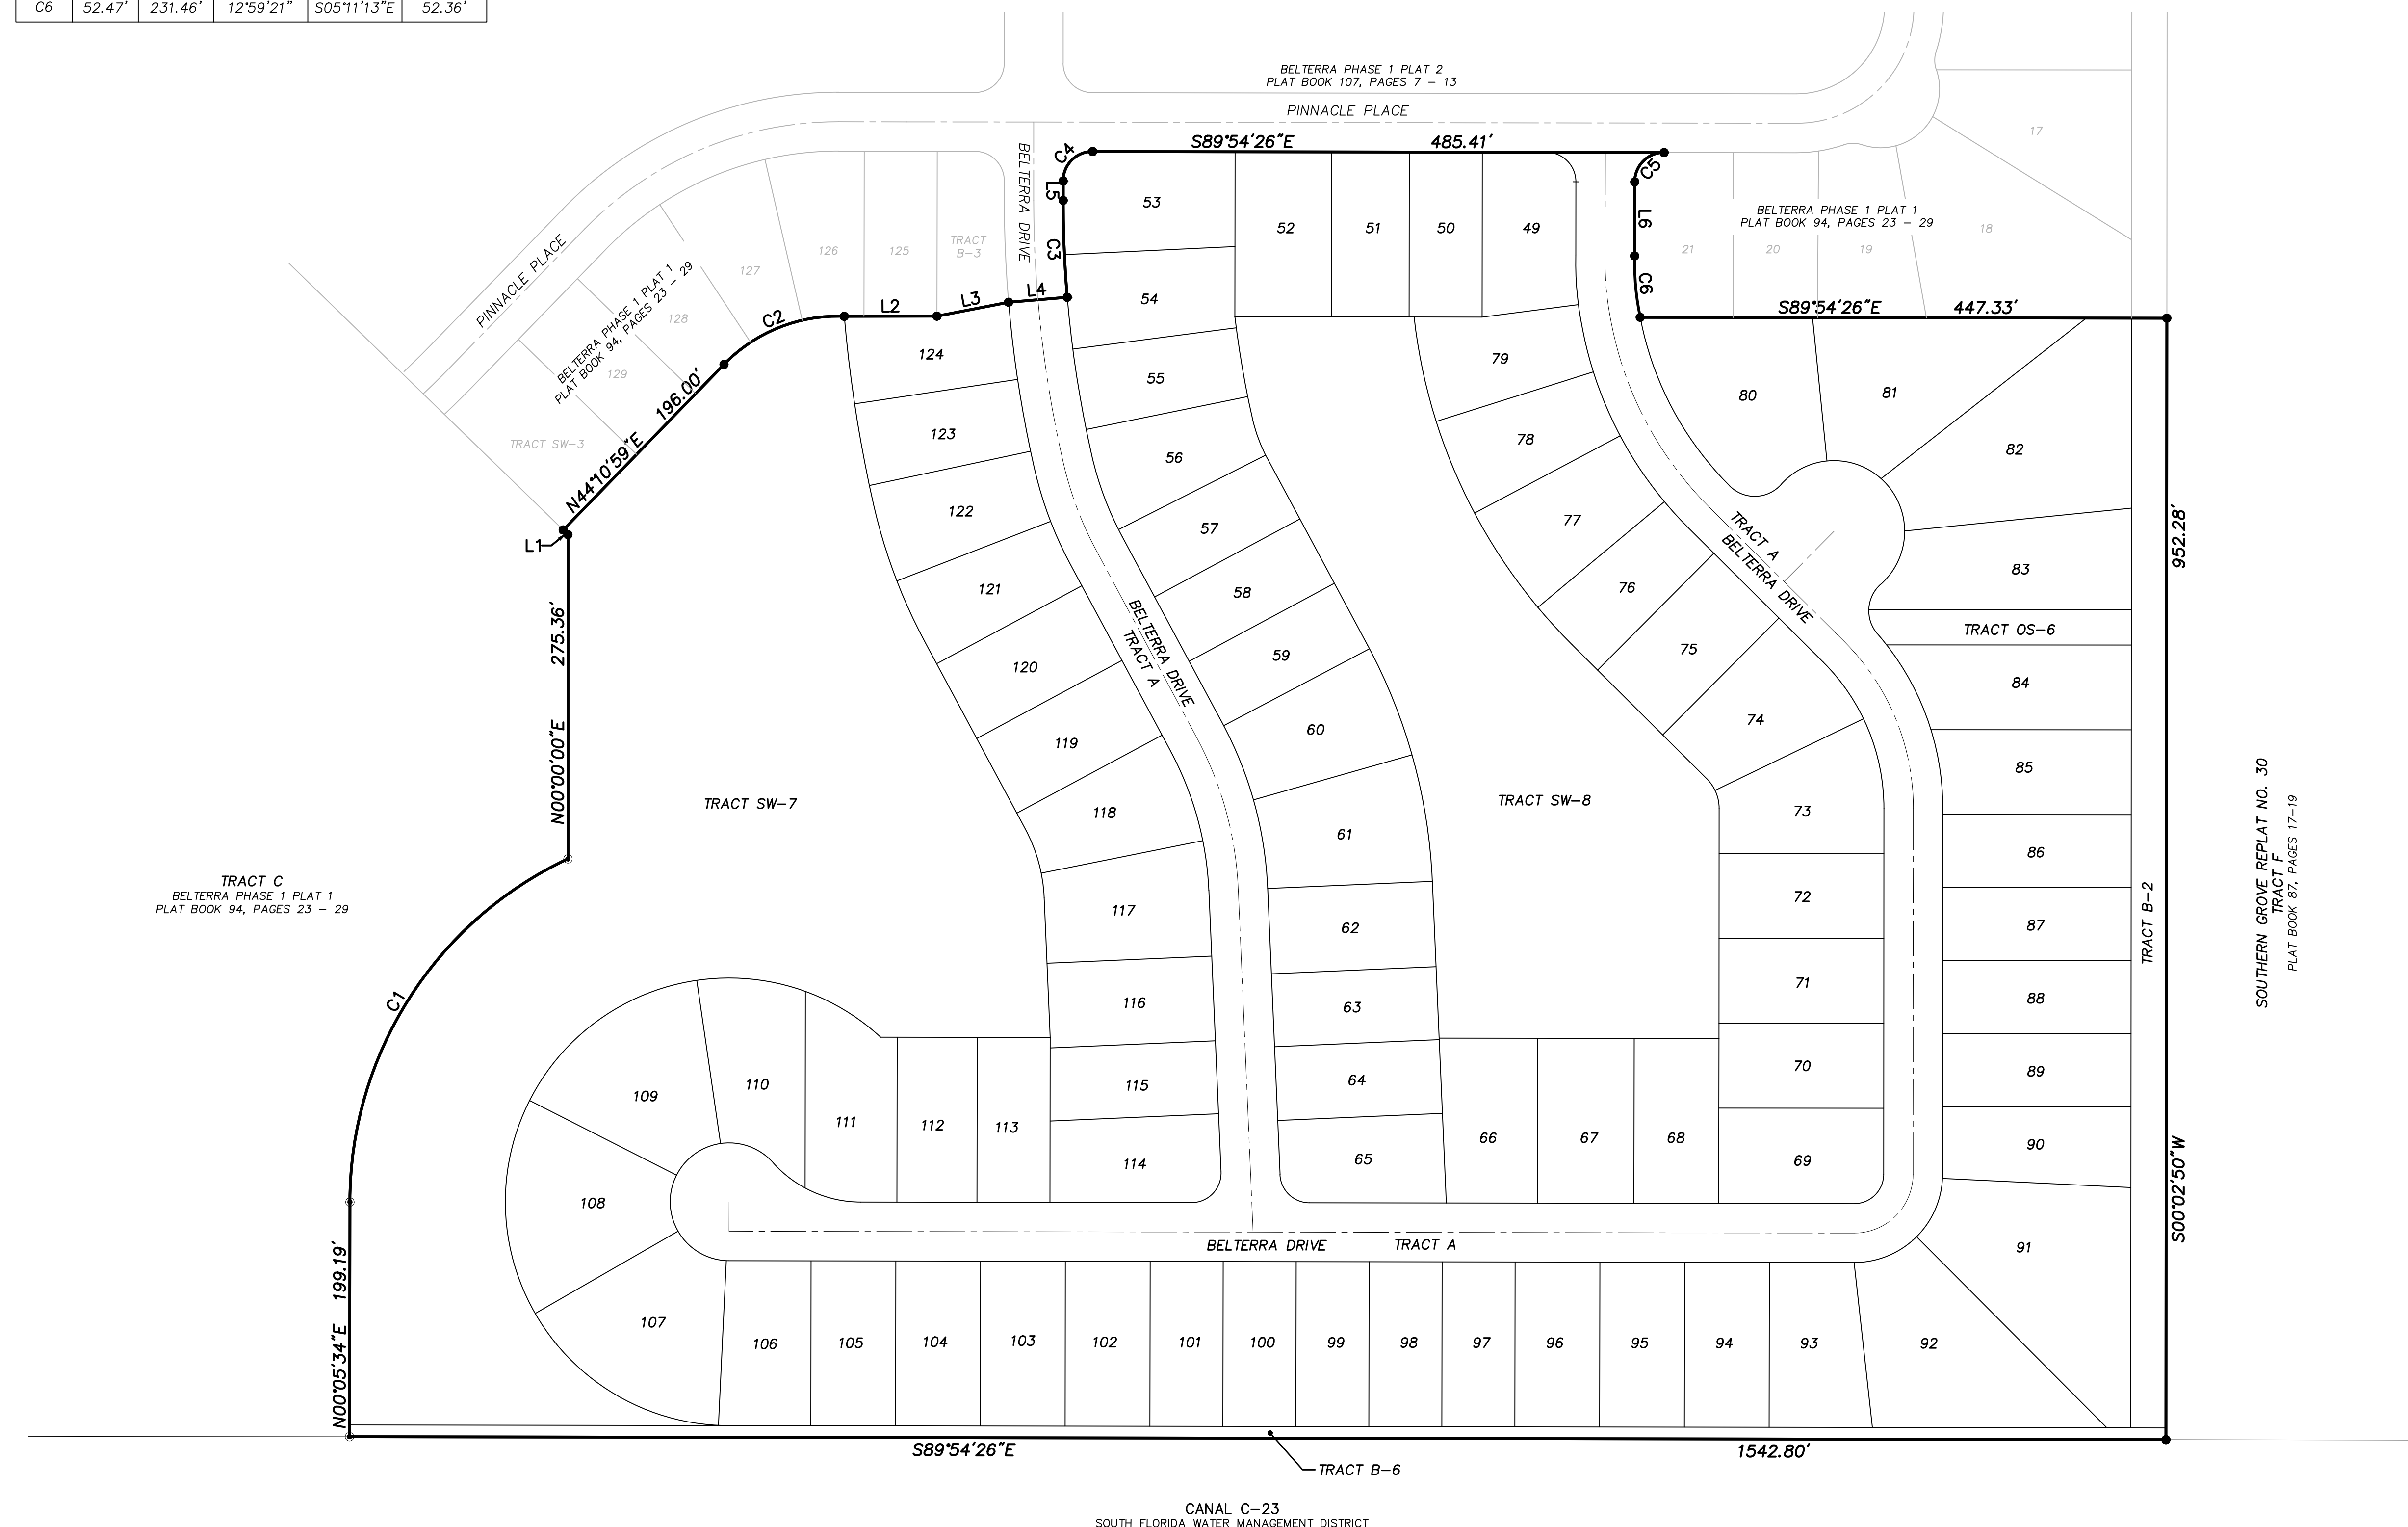 C6 52.47' 231.46' 12°59'21" S05°11'13"E 52.36'
BELTERRA PHASE 1 PLAT 2
PLAT BOOK 107, PAGES 7 – 13
PINNACLE PLACE
S89°54'26"E 485.41'
C4
L5
C3
BELTERRA DRIVE
C5
L6
C6
17
18
BELTERRA PHASE 1 PLAT 1
PLAT BOOK 94, PAGES 23 – 29
21
20
19
S89°54'26"E 447.33'
53
52
51
50
49
54
TRACT
B-3
125
126
127
128
129
TRACT SW-3
PINNACLE PLACE
BELTERRA PHASE 1 PLAT 1
PLAT BOOK 94, PAGES 23 – 29
C2
L2
L3
L4
N44°10'59"E 196.00'
L1
N00°00'00"E 275.36'
124
123
122
121
120
119
118
117
116
115
114
55
56
57
58
59
60
61
62
63
64
65
BELTERRA DRIVE
TRACT A
79
78
77
76
75
74
73
72
71
70
69
80
81
82
83
TRACT A
BELTERRA DRIVE
TRACT OS-6
84
85
86
87
88
89
90
91
TRACT B-2
952.28'
S00°02'50"W
SOUTHERN GROVE REPLAT NO. 30
TRACT F
PLAT BOOK 87, PAGES 17-19
TRACT SW-7
TRACT SW-8
TRACT C
BELTERRA PHASE 1 PLAT 1
PLAT BOOK 94, PAGES 23 – 29
C1
109
110
111
112
113
66
67
68
108
107
BELTERRA DRIVE TRACT A
N00°05'34"E 199.19'
106
105
104
103
102
101
100
99
98
97
96
95
94
93
92
S89°54'26"E 1542.80'
TRACT B-6
CANAL C-23
SOUTH FLORIDA WATER MANAGEMENT DISTRICT